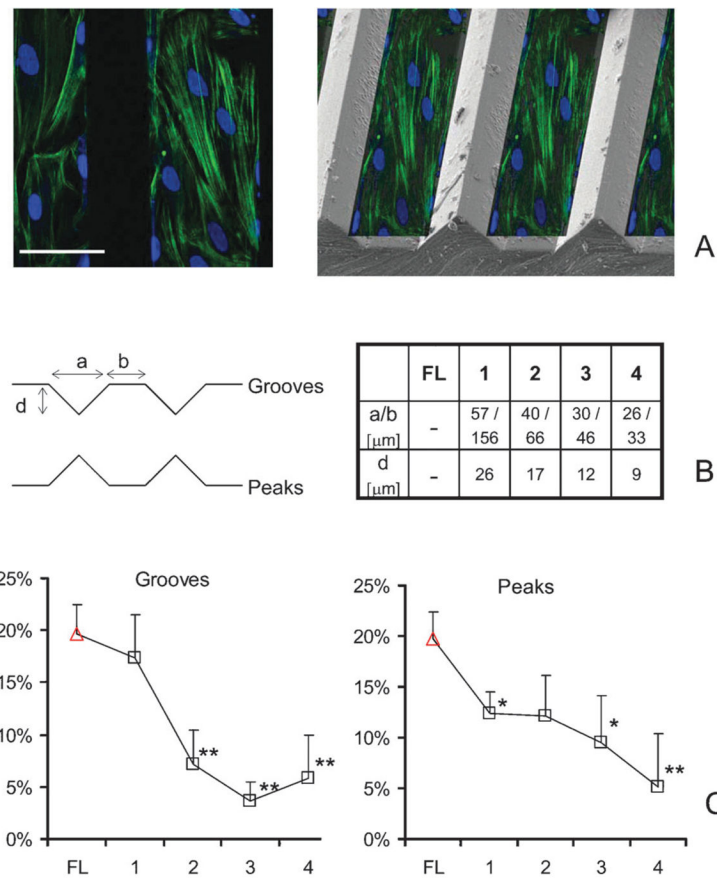 A
a b
Grooves
d
Peaks
FL 1 2 3 4
a/b [μm] - 57 / 156 40 / 66 30 / 46 26 / 33
d [μm] - 26 17 12 9
B
Grooves
25%
20%
15%
10%
5%
0%
** ** **
FL 1 2 3 4
Peaks
25%
20%
15%
10%
5%
0%
* * **
FL 1 2 3 4
C